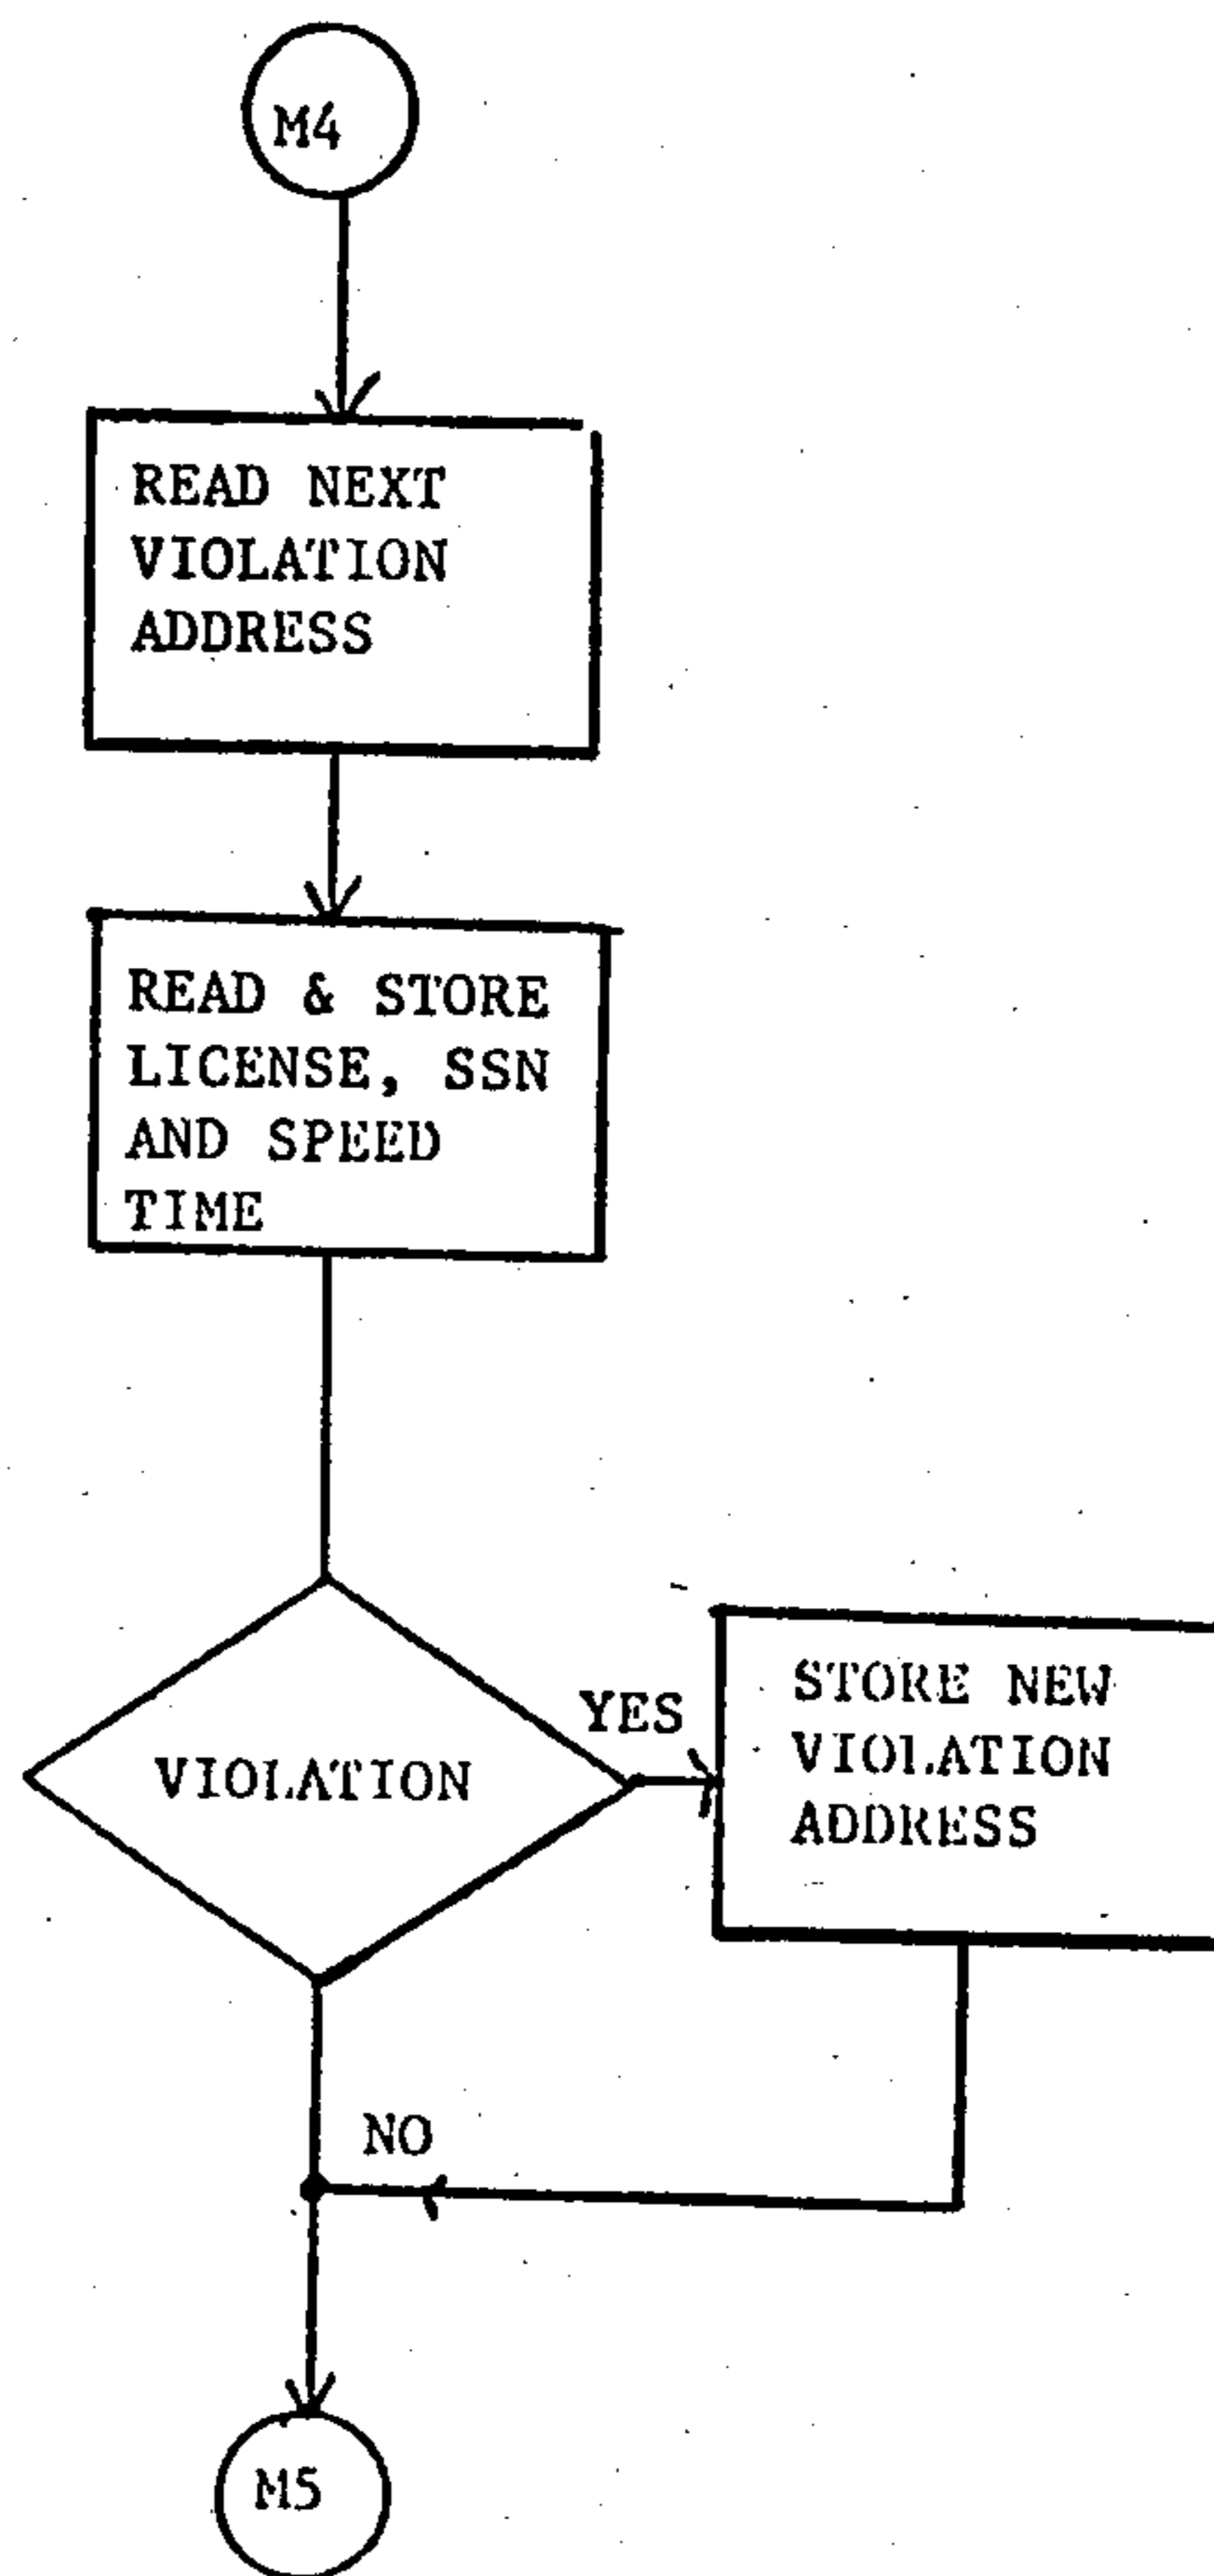 M4
READ NEXT
VIOLATION
ADDRESS
READ & STORE
LICENSE, SSN
AND SPEED
TIME
VIOLATION
YES
STORE NEW
VIOLATION
ADDRESS
NO
M5